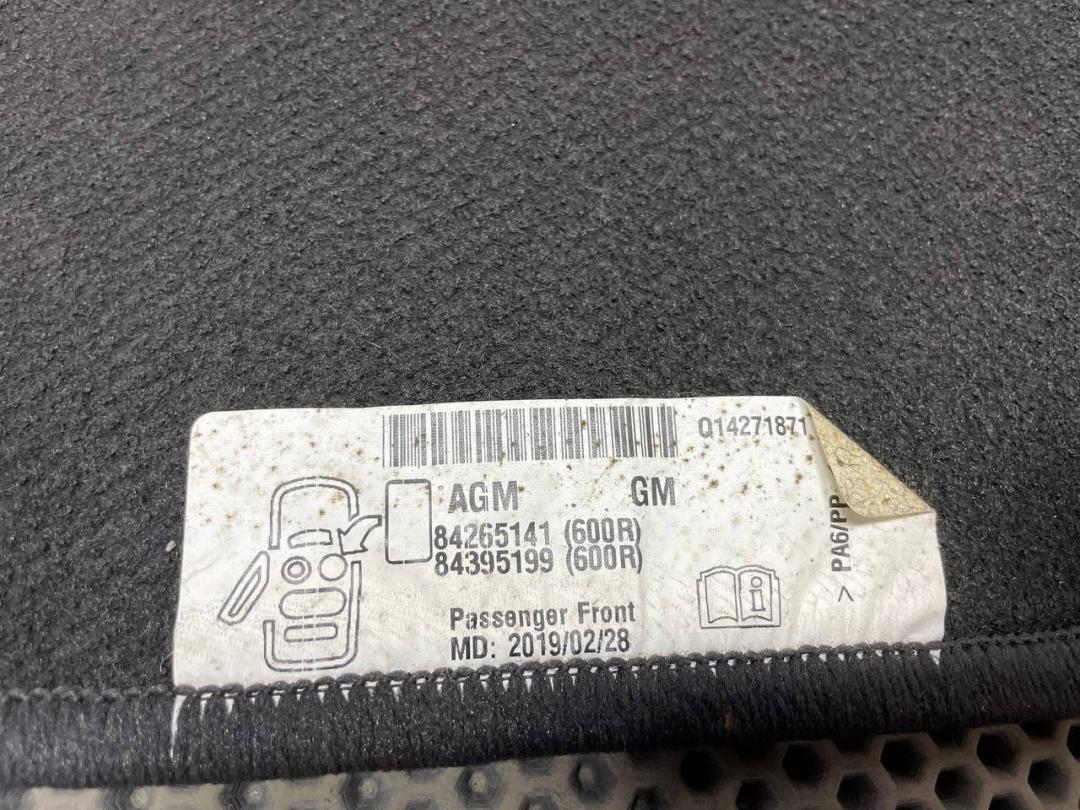 Q14271871
AGM GM
84265141 (600R)
84395199 (600R)
Passenger Front
MD: 2019/02/28
> PA6/PP
i